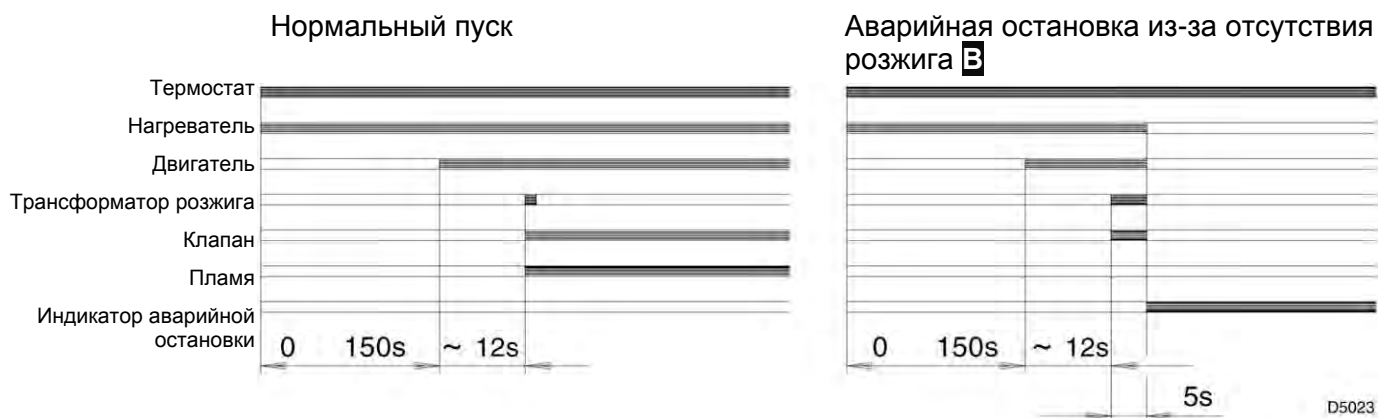 Нормальный пуск
Аварийная остановка из-за отсутствия
розжига B
Термостат
Нагреватель
Двигатель
Трансформатор розжига
Клапан
Пламя
Индикатор аварийной
остановки
0 150s ~ 12s
0 150s ~ 12s
5s
D5023